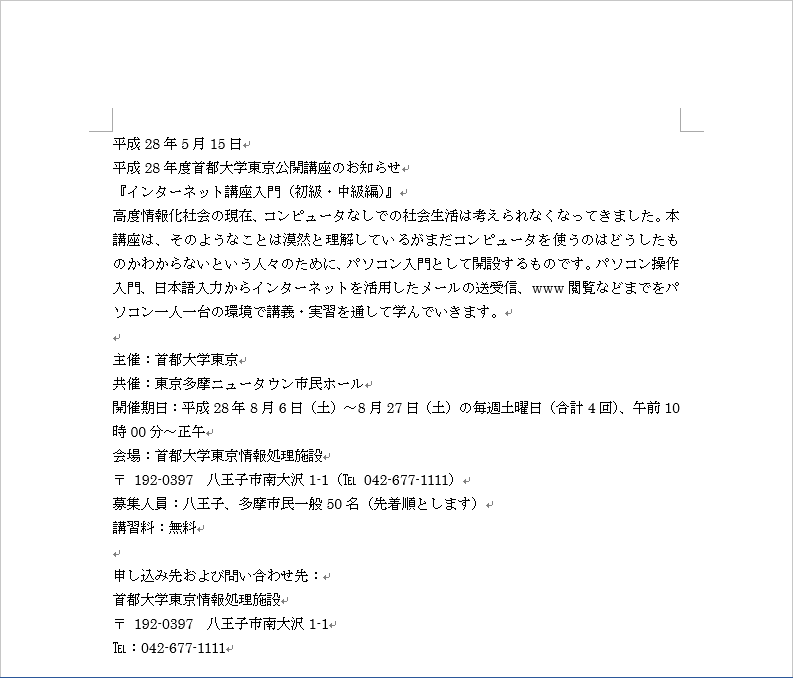 平成 28 年 5 月 15 日
平成 28 年度首都大学東京公開講座のお知らせ
『インターネット講座入門（初級・中級編）』
高度情報化社会の現在、コンピュータなしでの社会生活は考えられなくなってきました。本
講座は、そのようなことは漠然と理解しているがまだコンピュータを使うのはどうしたも
のかわからないという人々のために、パソコン入門として開設するものです。パソコン操作
入門、日本語入力からインターネットを活用したメールの送受信、www 閲覧などまでをパ
ソコン一人一台の環境で講義・実習を通して学んでいきます。
主催：首都大学東京
共催：東京多摩ニュータウン市民ホール
開催期日：平成 28 年 8 月 6 日（土）～8 月 27 日（土）の毎週土曜日（合計 4 回）、午前 10
時 00 分～正午
会場：首都大学東京情報処理施設
〒 192-0397　八王子市南大沢 1-1（℡ 042-677-1111）
募集人員：八王子、多摩市民一般 50 名（先着順とします）
講習料：無料
申し込み先および問い合わせ先：
首都大学東京情報処理施設
〒 192-0397　八王子市南大沢 1-1
℡：042-677-1111